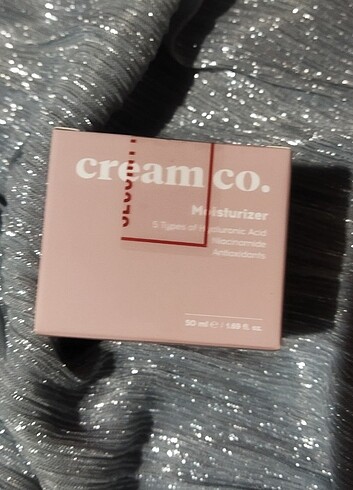 cream co.
Moisturizer
5 Types of Hyaluronic Acid
Niacinamide
Antioxidants
50 ml ℮ / 1.69 fl. oz.